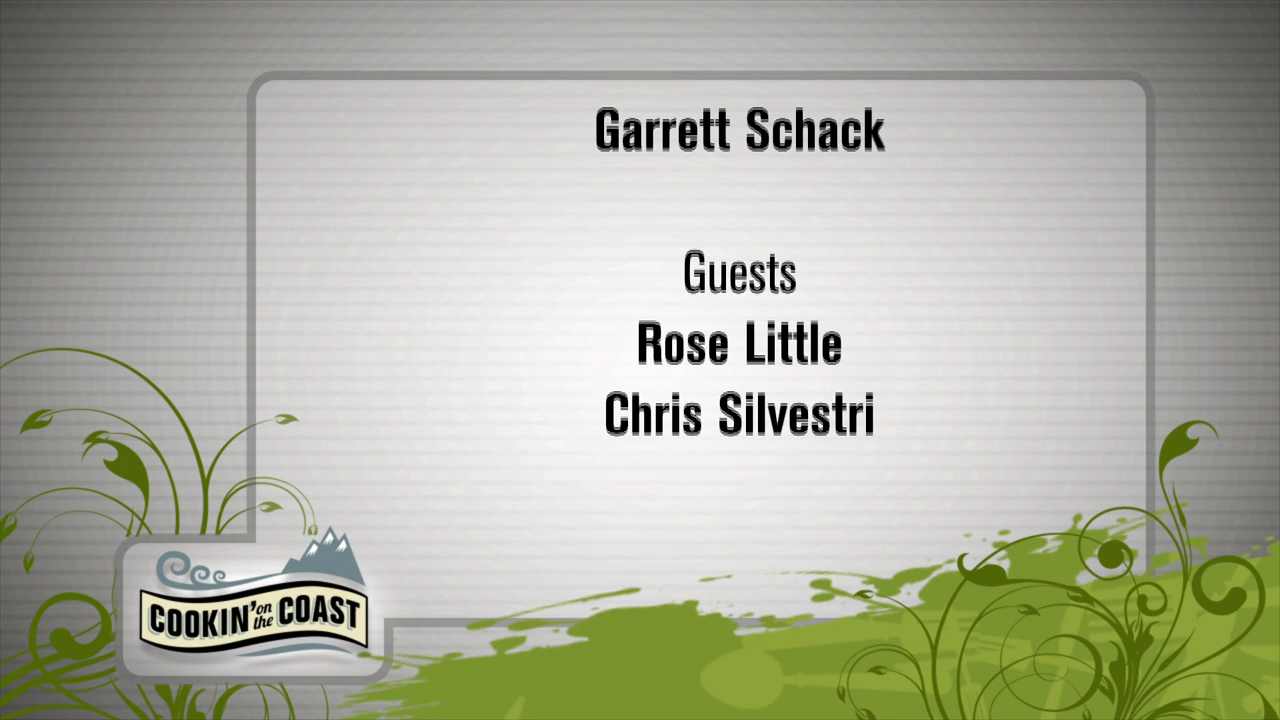 Garrett Schack
Guests
Rose Little
Chris Silvestri
COOKIN' on the COAST